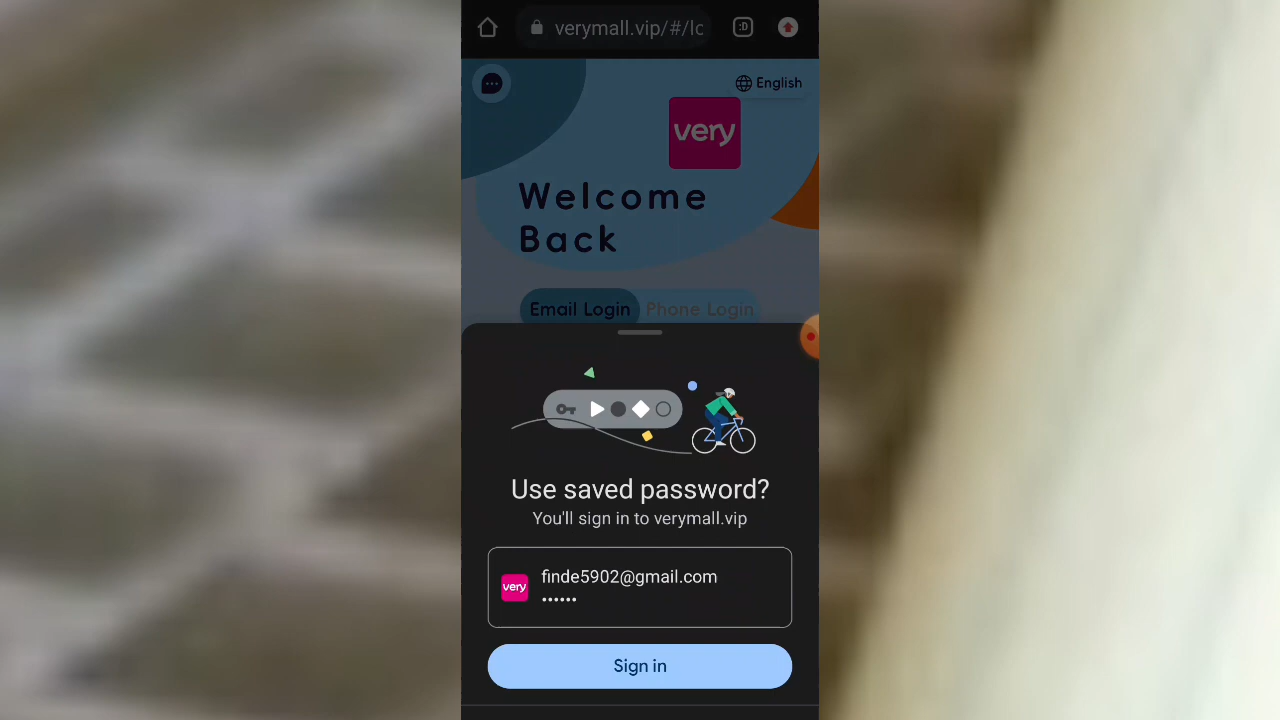 verymall.vip/#/lo
:D
English
very
Welcome
Back
Email Login Phone Login
Use saved password?
You'll sign in to verymall.vip
very
finde5902@gmail.com
••••••
Sign in